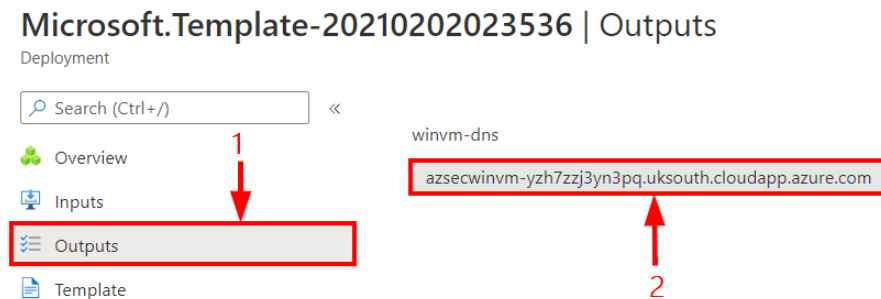 Microsoft.Template-20210202023536 | Outputs
Deployment
Search (Ctrl+/)
«
Overview
Inputs
Outputs
Template
1
winvm-dns
azsecwinvm-yzh7zzj3yn3pq.uksouth.cloudapp.azure.com
2